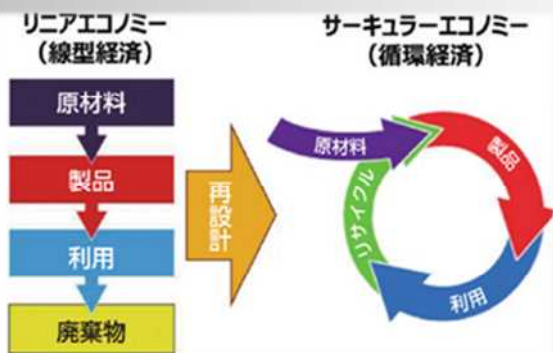 リニアエコノミー
（線型経済）
原材料
製品
利用
廃棄物
再設計
サーキュラーエコノミー
（循環経済）
原材料
製品
利用
リサイクル